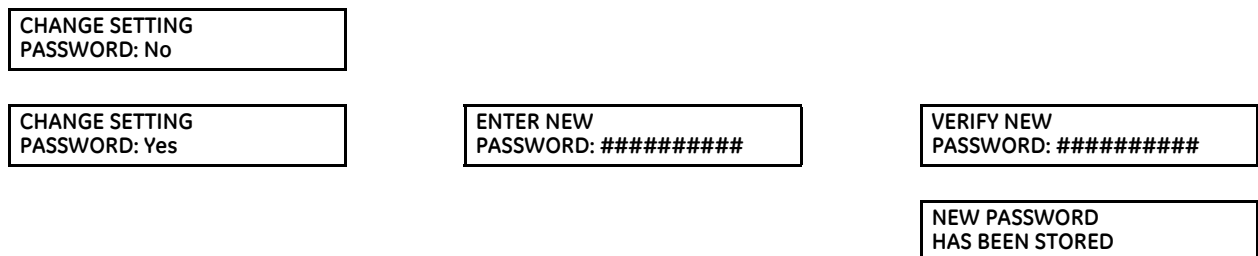 CHANGE SETTING
PASSWORD: No
CHANGE SETTING
PASSWORD: Yes
ENTER NEW
PASSWORD: ##########
VERIFY NEW
PASSWORD: ##########
NEW PASSWORD
HAS BEEN STORED